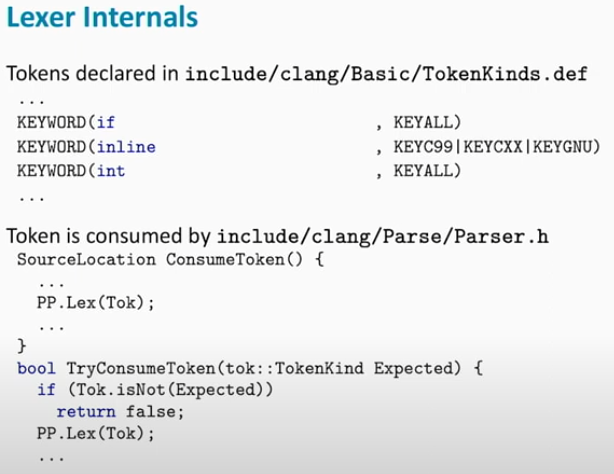 Lexer Internals
Tokens declared in include/clang/Basic/TokenKinds.def
...
KEYWORD(if , KEYALL)
KEYWORD(inline , KEYC99|KEYCXX|KEYGNU)
KEYWORD(int , KEYALL)
...
Token is consumed by include/clang/Parse/Parser.h
SourceLocation ConsumeToken() {
...
PP.Lex(Tok);
...
}
bool TryConsumeToken(tok::TokenKind Expected) {
if (Tok.isNot(Expected))
return false;
PP.Lex(Tok);
...